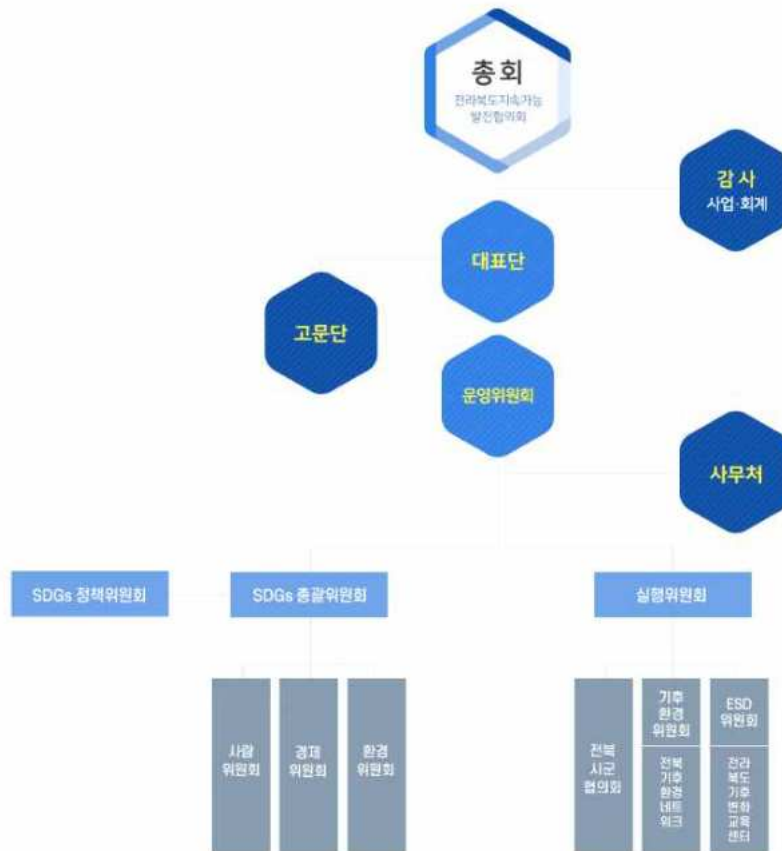 총회
전라북도지속가능
발전협의회
감사
사업·회계
대표단
고문단
운영위원회
사무처
SDGs 정책위원회
SDGs 총괄위원회
실행위원회
사람
위원회
경제
위원회
환경
위원회
전북
시군
협의회
기후
환경
위원회
전북
기후
환경
네트
워크
ESD
위원회
전라
북도
기후
변화
교육
센터